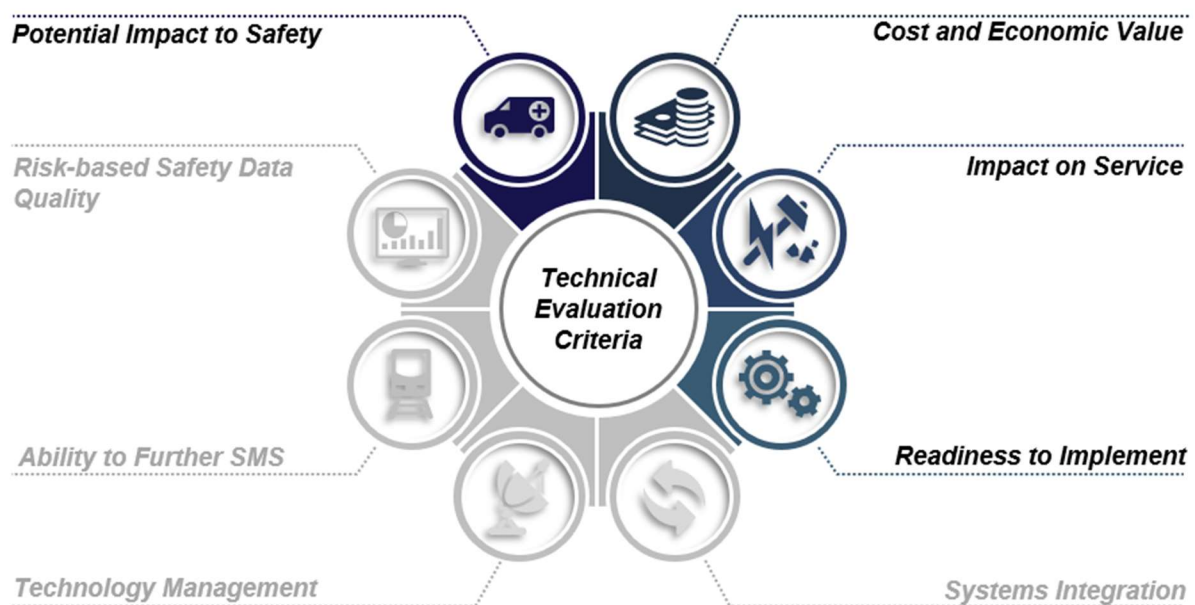 Potential Impact to Safety
Cost and Economic Value
Risk-based Safety Data
Quality
Impact on Service
Technical
Evaluation
Criteria
Ability to Further SMS
Readiness to Implement
Technology Management
Systems Integration